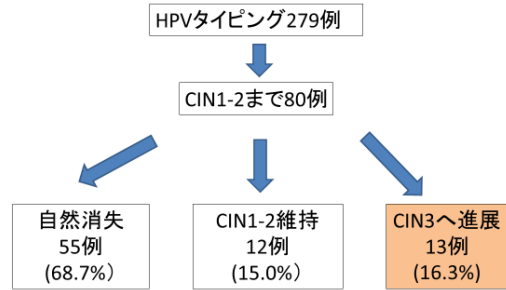 HPVタイピング279例
CIN1-2まで80例
自然消失
55例
(68.7%)
CIN1-2維持
12例
(15.0%)
CIN3へ進展
13例
(16.3%)